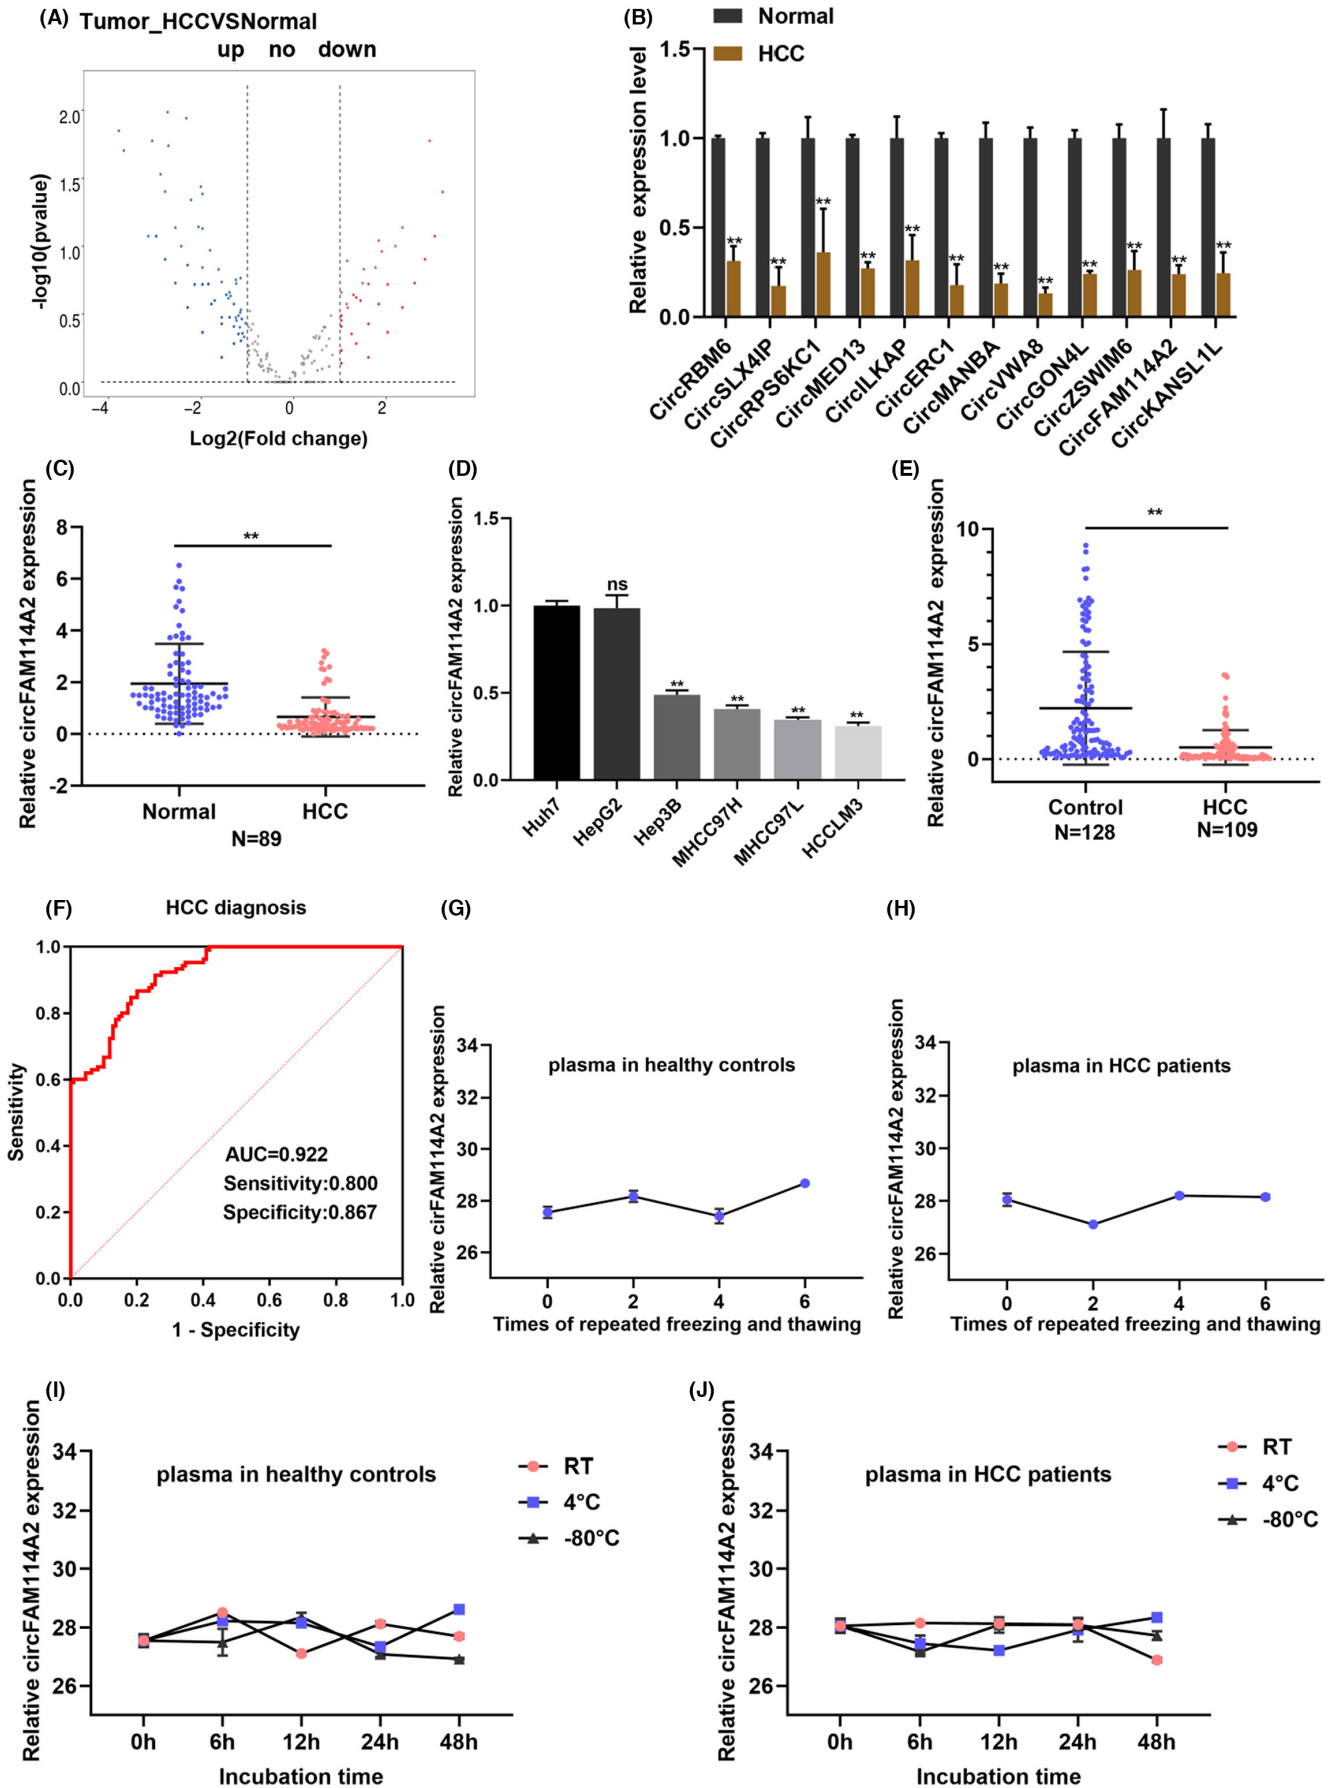 (A) Tumor_HCCVSNormal
up no down
-log10(pvalue)
2.0
1.5
1.0
0.5
0.0
−4 −2 0 2
Log2(Fold change)
(B)
Normal
HCC
Relative expression level
1.5
1.0
0.5
0.0
** ** ** ** ** ** ** ** ** ** ** **
CircRBM6 CircSLX4IP CircRPS6KC1 CircMED13 CircILKAP CircERC1 CircMANBA CircVWA8 CircGON4L CircZSWIM6 CircFAM114A2 CircKANSL1L
(C)
Relative circFAM114A2 expression
8
6
4
2
0
-2
**
Normal HCC
N=89
(D)
Relative circFAM114A2 expression
1.5
1.0
0.5
0.0
ns ** ** ** **
Huh7 HepG2 Hep3B MHCC97H MHCC97L HCCLM3
(E)
Relative circFAM114A2 expression
10
5
0
**
Control HCC
N=128 N=109
(F)
HCC diagnosis
Sensitivity
1.0
0.8
0.6
0.4
0.2
0.0
AUC=0.922
Sensitivity:0.800
Specificity:0.867
0.0 0.2 0.4 0.6 0.8 1.0
1 - Specificity
(G)
Relative cirFAM114A2 expression
34
32
30
28
26
plasma in healthy controls
0 2 4 6
Times of repeated freezing and thawing
(H)
Relative circFAM114A2 expression
34
32
30
28
26
plasma in HCC patients
0 2 4 6
Times of repeated freezing and thawing
(I)
Relative circFAM114A2 expression
34
32
30
28
26
plasma in healthy controls
RT
4°C
-80°C
0h 6h 12h 24h 48h
Incubation time
(J)
Relative circFAM114A2 expression
34
32
30
28
26
plasma in HCC patients
RT
4°C
-80°C
0h 6h 12h 24h 48h
Incubation time